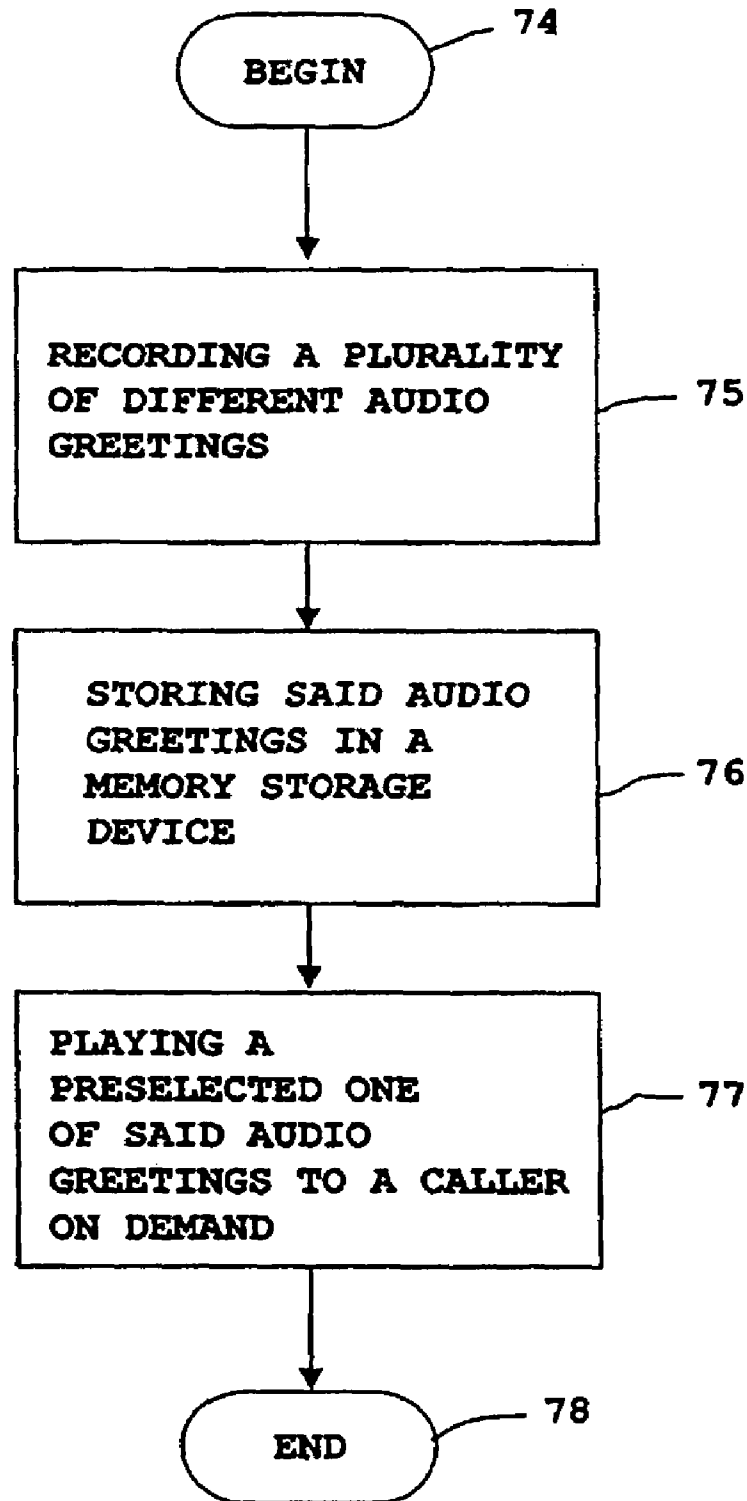 74
BEGIN
RECORDING A PLURALITY
OF DIFFERENT AUDIO
GREETINGS
75
STORING SAID AUDIO
GREETINGS IN A
MEMORY STORAGE
DEVICE
76
PLAYING A
PRESELECTED ONE
OF SAID AUDIO
GREETINGS TO A CALLER
ON DEMAND
77
78
END